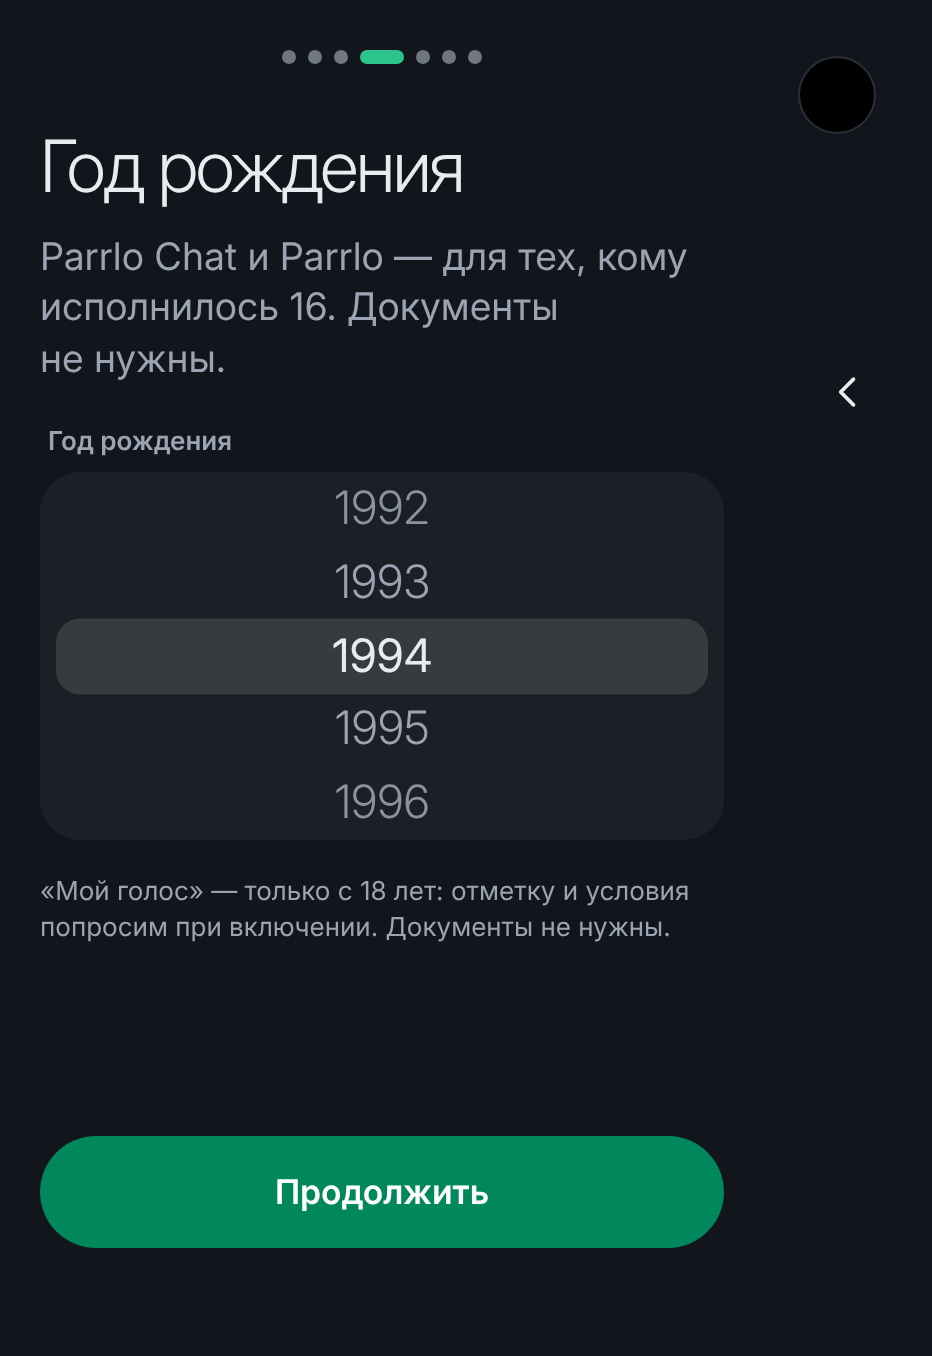 Год рождения
Parrlo Chat и Parrlo — для тех, кому
исполнилось 16. Документы
не нужны.
Год рождения
1992
1993
1994
1995
1996
«Мой голос» — только с 18 лет: отметку и условия
попросим при включении. Документы не нужны.
Продолжить